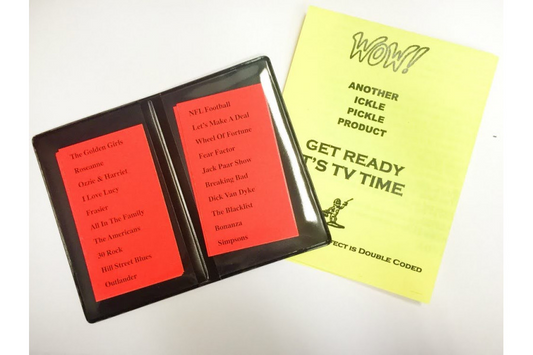 The Golden Girls
Roseanne
Ozzie & Harriet
I Love Lucy
Frasier
All In The Family
The Americans
30 Rock
Hill Street Blues
Outlander
NFL Football
Let's Make A Deal
Wheel Of Fortune
Fear Factor
Jack Paar Show
Breaking Bad
Dick Van Dyke
The Blacklist
Bonanza
Simpsons
WOW!
ANOTHER
ICKLE
PICKLE
PRODUCT
GET READY
T'S TV TIME
FECT IS DOUBLE CODED